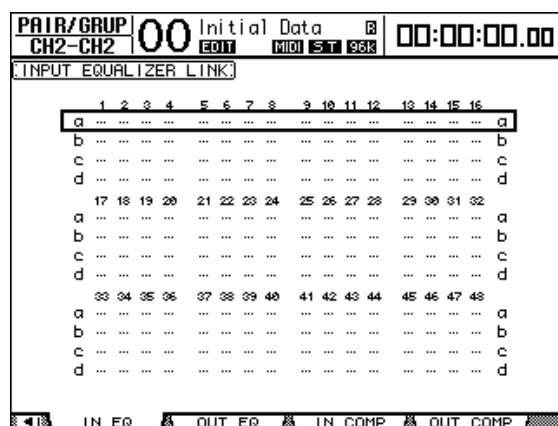 PAIR/GRUP 00 Initial Data B
CH2-CH2 EDIT MIDI ST 96k 00:00:00.00
INPUT EQUALIZER LINK
1 2 3 4 5 6 7 8 9 10 11 12 13 14 15 16
a a
b b
c c
d d
17 18 19 20 21 22 23 24 25 26 27 28 29 30 31 32
a a
b b
c c
d d
33 34 35 36 37 38 39 40 41 42 43 44 45 46 47 48
a a
b b
c c
d d
IN EQ OUT EQ IN COMP OUT COMP